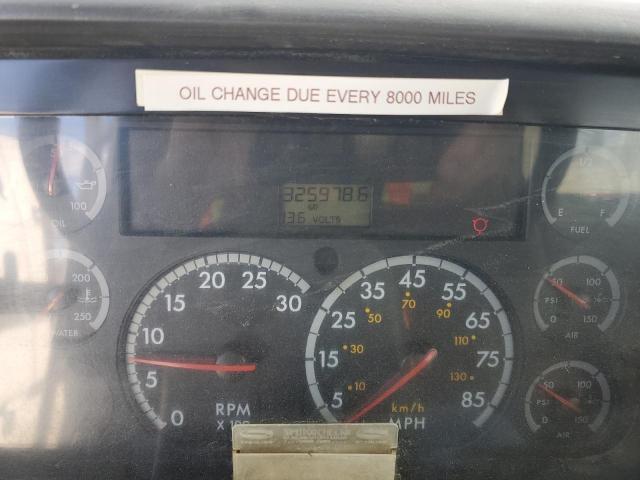 OIL CHANGE DUE EVERY 8000 MILES
325978.6
13.6 VOLTS
100
OIL
1/2
E F
FUEL
200
250
WATER
0 5 10 15 20 25 30
RPM
X 100
5 15 25 35 45 55 65 75 85
10 30 50 70 90 110 130
km/h
MPH
50 100
PSI
0 150
AIR
50 100
PSI
0 150
AIR